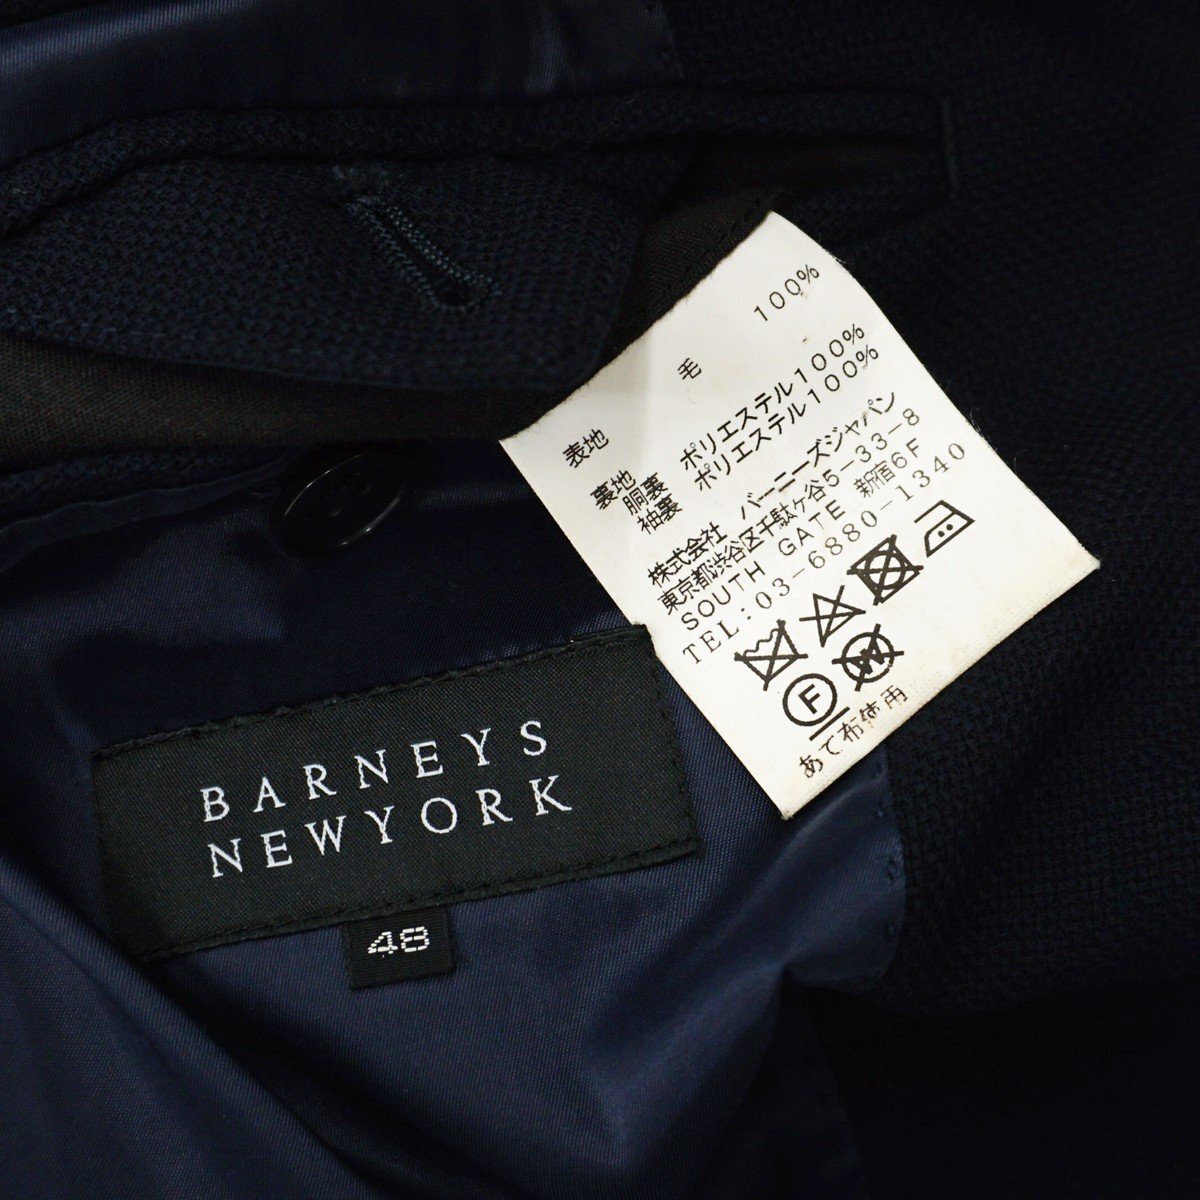 表地 毛 100%
裏地
胴裏 ポリエステル100%
袖裏 ポリエステル100%
株式会社 バーニーズジャパン
東京都渋谷区千駄ケ谷5-33-8
SOUTH GATE 新宿6F
TEL:03-6880-1340
F
W
あて布使用
BARNEYS
NEWYORK
48